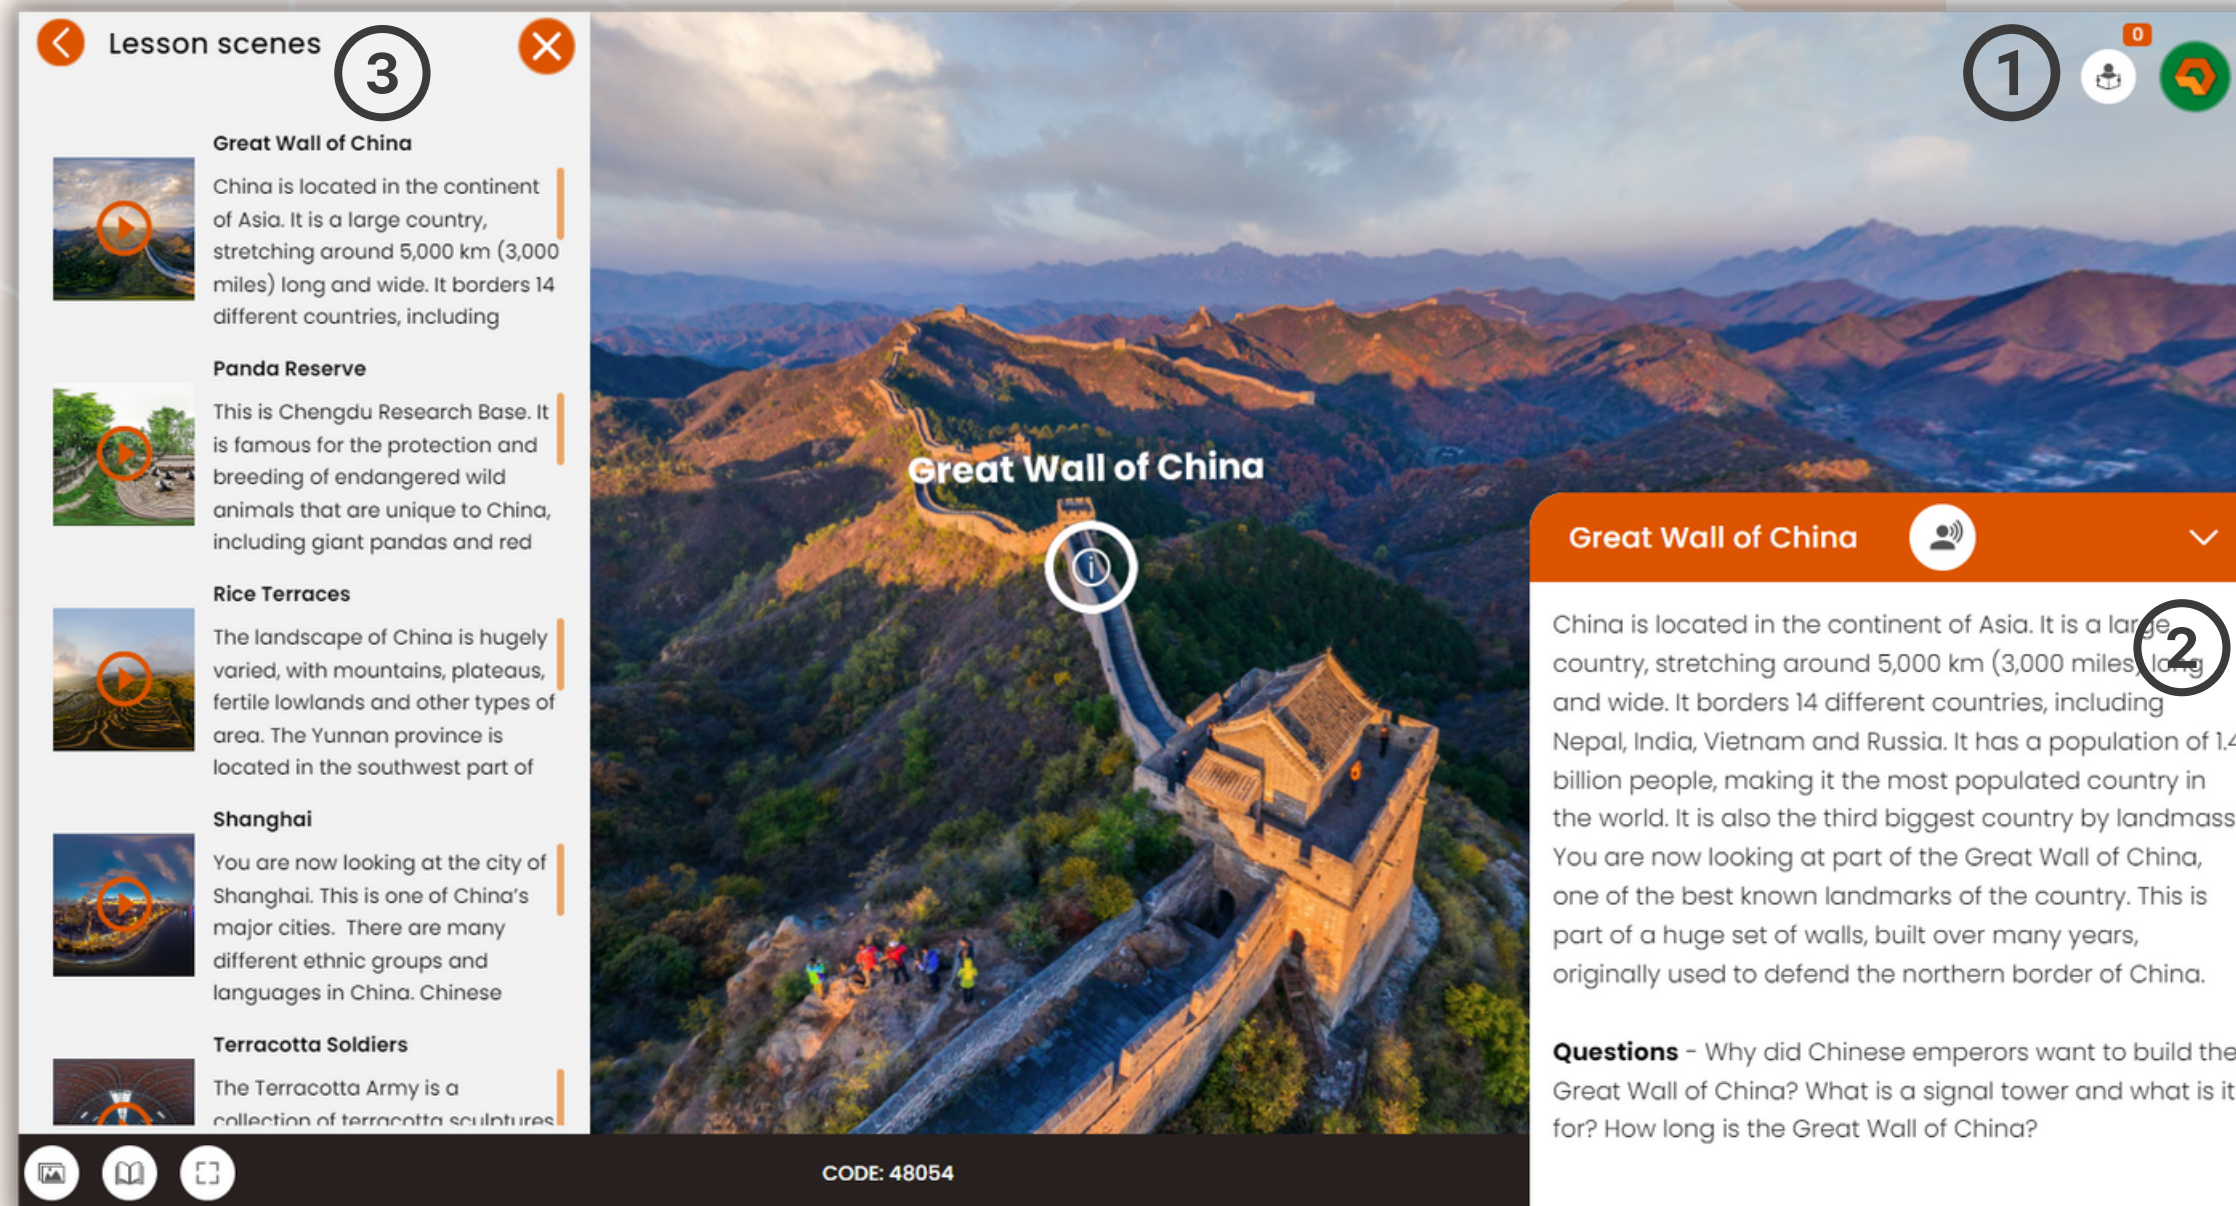 Lesson scenes
3
Great Wall of China
China is located in the continent
of Asia. It is a large country,
stretching around 5,000 km (3,000
miles) long and wide. It borders 14
different countries, including
Panda Reserve
This is Chengdu Research Base. It
is famous for the protection and
breeding of endangered wild
animals that are unique to China,
including giant pandas and red
Rice Terraces
The landscape of China is hugely
varied, with mountains, plateaus,
fertile lowlands and other types of
area. The Yunnan province is
located in the southwest part of
Shanghai
You are now looking at the city of
Shanghai. This is one of China's
major cities. There are many
different ethnic groups and
languages in China. Chinese
Terracotta Soldiers
The Terracotta Army is a
collection of terracotta sculptures
1
0
Great Wall of China
i
Great Wall of China
China is located in the continent of Asia. It is a large
2
country, stretching around 5,000 km (3,000 miles) long
and wide. It borders 14 different countries, including
Nepal, India, Vietnam and Russia. It has a population of 1.4
billion people, making it the most populated country in
the world. It is also the third biggest country by landmass
You are now looking at part of the Great Wall of China,
one of the best known landmarks of the country. This is
part of a huge set of walls, built over many years,
originally used to defend the northern border of China.
Questions - Why did Chinese emperors want to build the
Great Wall of China? What is a signal tower and what is it
for? How long is the Great Wall of China?
CODE: 48054